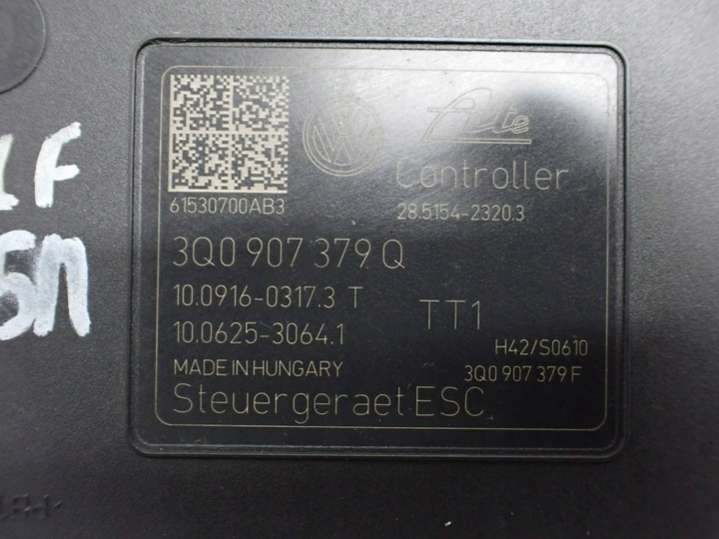 Ate
Controller
61530700AB3
28.5154-2320.3
3Q0 907 379 Q
10.0916-0317.3 T
10.0625-3064.1
TT1
H42/S0610
MADE IN HUNGARY
3Q0 907 379 F
Steuergeraet ESC